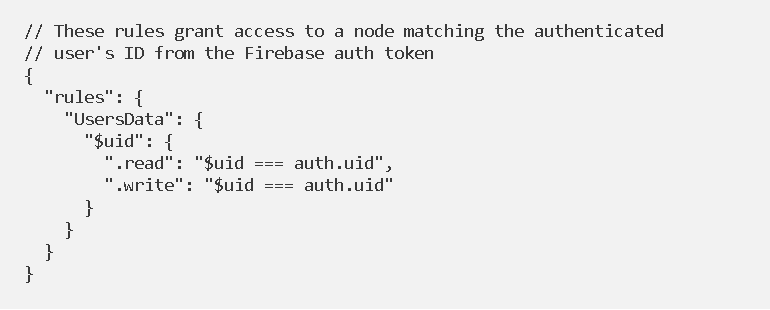 // These rules grant access to a node matching the authenticated
// user's ID from the Firebase auth token
{
  "rules": {
    "UsersData": {
      "$uid": {
        ".read": "$uid === auth.uid",
        ".write": "$uid === auth.uid"
      }
    }
  }
}